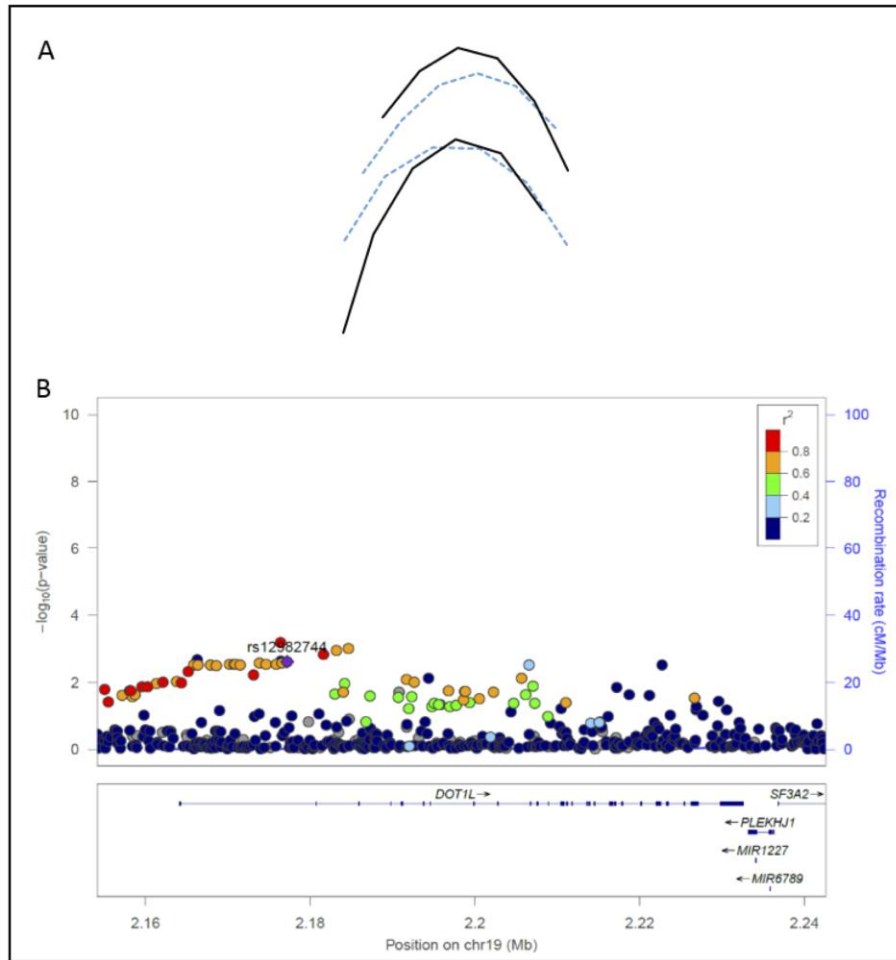 A
B
10
8
6
4
2
0
−log₁₀(p−value)
100
80
60
40
20
0
Recombination rate (cM/Mb)
r²
0.8
0.6
0.4
0.2
rs12982744
DOT1L→
SF3A2→
←PLEKHJ1
←MIR1227
←MIR6789
2.16 2.18 2.2 2.22 2.24
Position on chr19 (Mb)